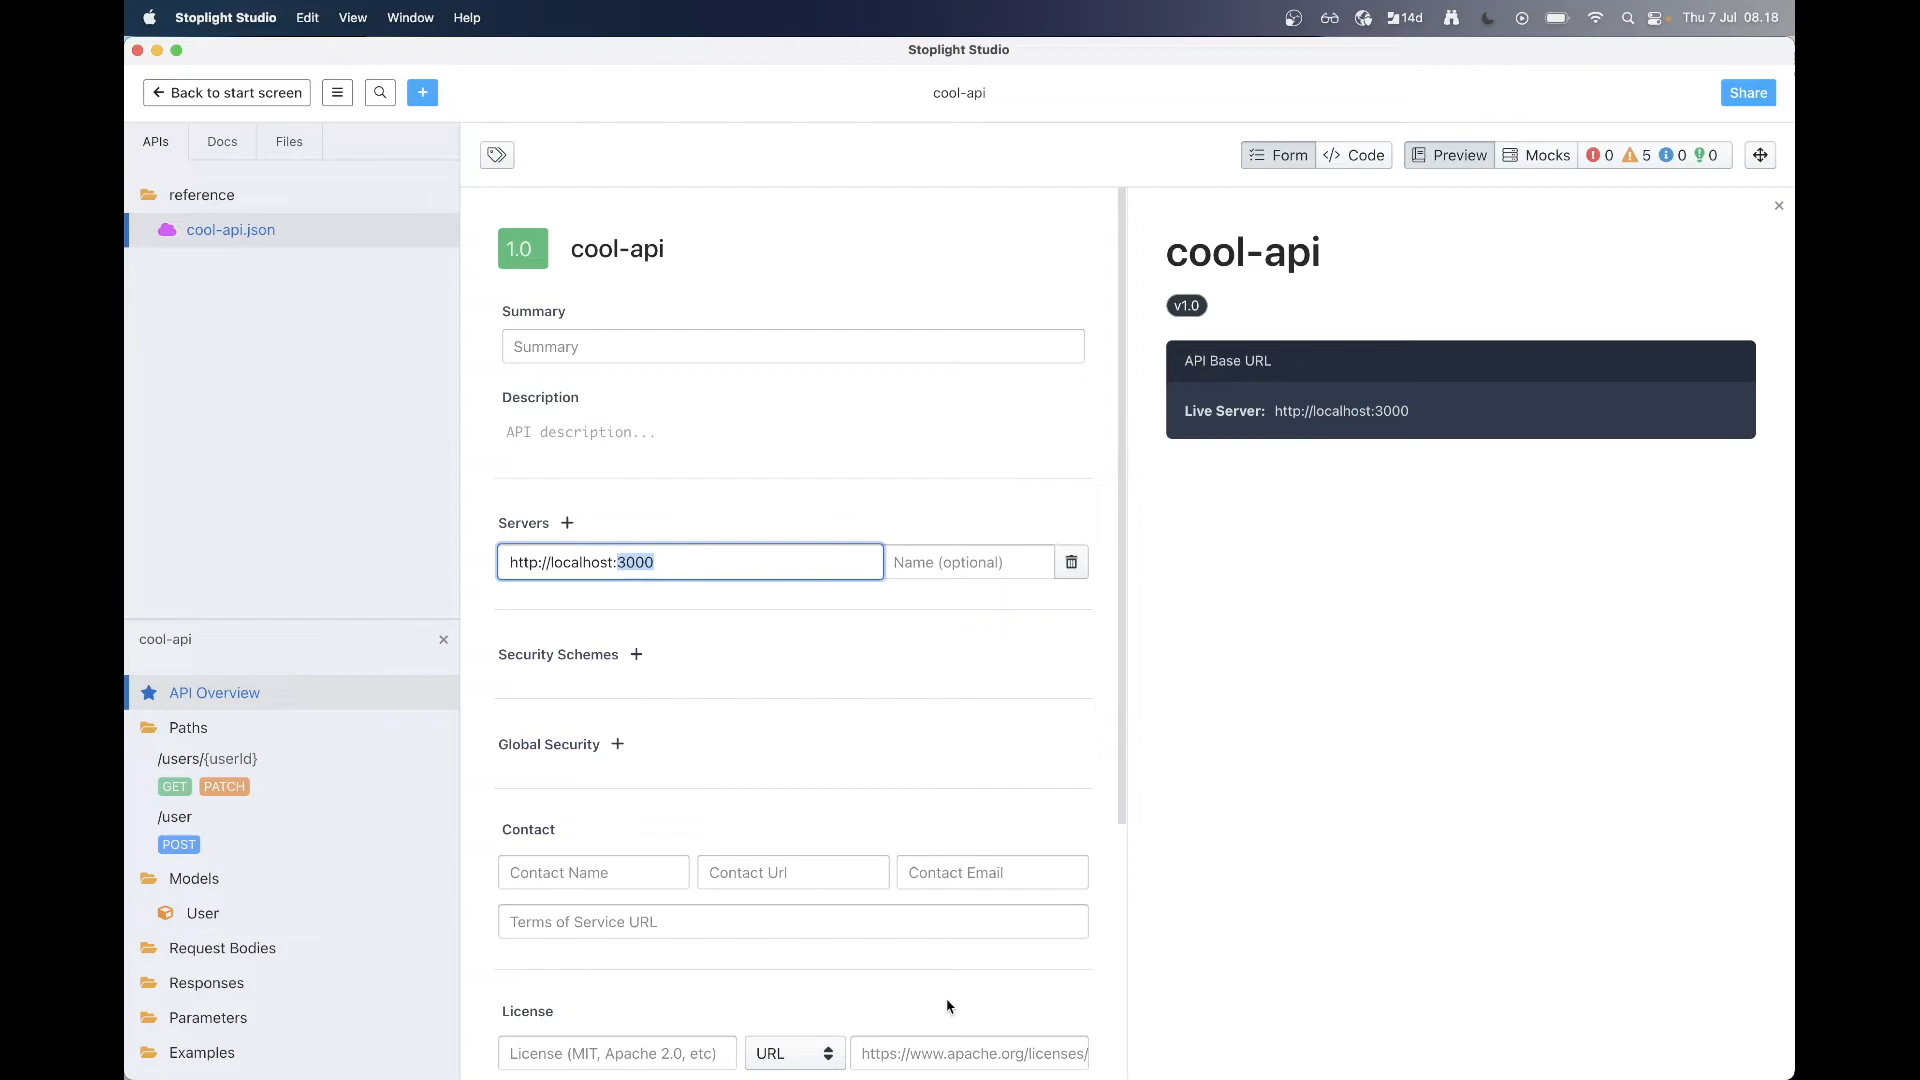 Stoplight Studio Edit View Window Help 14d Thu 7 Jul 08.18
Stoplight Studio
← Back to start screen + cool-api Share
APIs Docs Files
Form </> Code Preview Mocks 0 5 0 0
reference
cool-api.json
cool-api
API Overview
Paths
/users/{userId}
GET PATCH
/user
POST
Models
User
Request Bodies
Responses
Parameters
Examples
1.0 cool-api
Summary
Summary
Description
API description...
Servers +
http://localhost:3000 Name (optional)
Security Schemes +
Global Security +
Contact
Contact Name Contact Url Contact Email
Terms of Service URL
License
License (MIT, Apache 2.0, etc) URL https://www.apache.org/licenses/
cool-api
v1.0
API Base URL
Live Server: http://localhost:3000